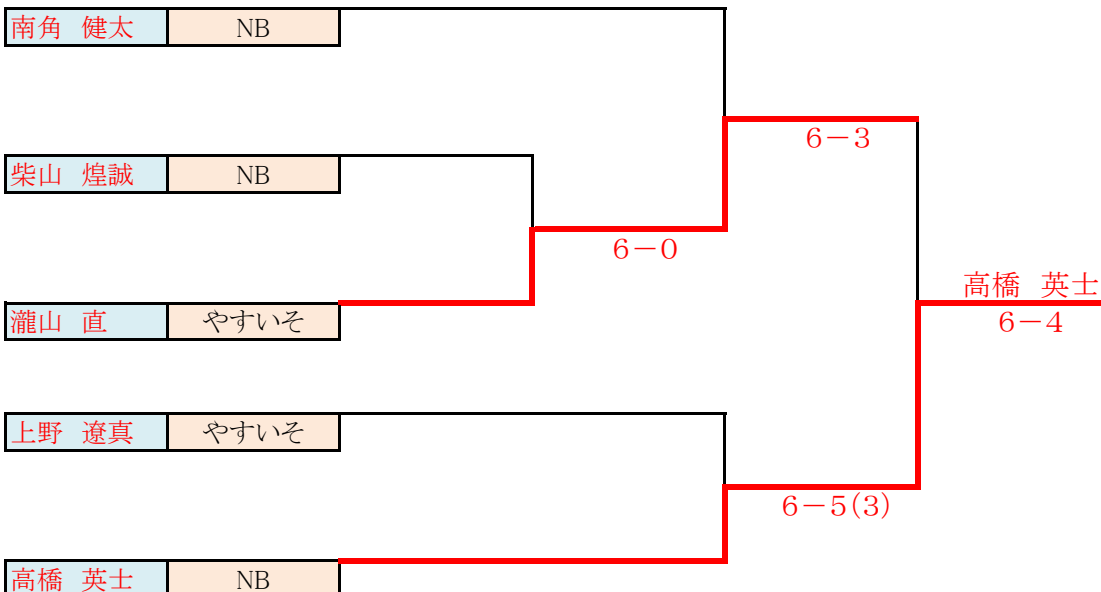 南角 健太 NB
6－3
柴山 煌誠 NB
6－0
高橋 英士
瀧山 直 やすいそ
6－4
上野 遼真 やすいそ
6－5(3)
高橋 英士 NB